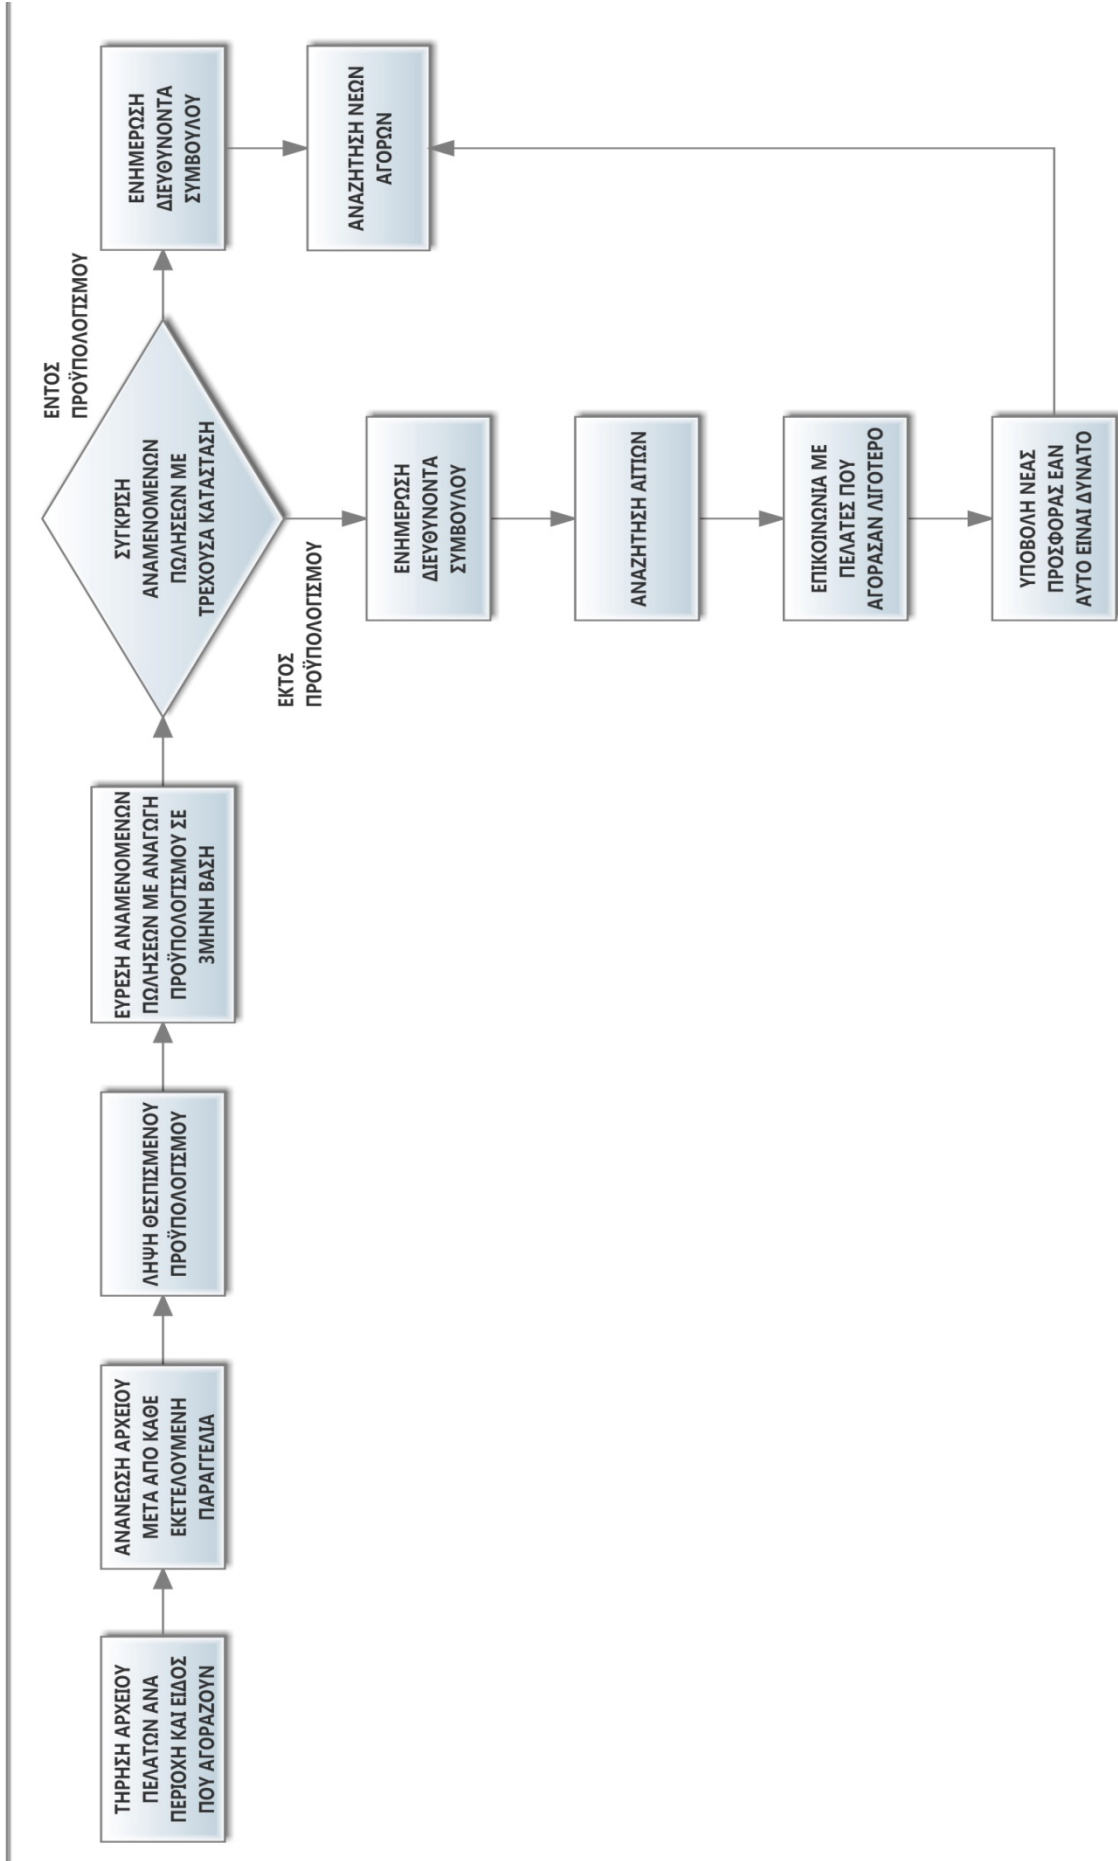 ΤΗΡΗΣΗ ΑΡΧΕΙΟΥ
ΠΕΛΑΤΩΝ ΑΝΑ
ΠΕΡΙΟΧΗ ΚΑΙ ΕΙΔΟΣ
ΠΟΥ ΑΓΟΡΑΖΟΥΝ
ΑΝΑΝΕΩΣΗ ΑΡΧΕΙΟΥ
ΜΕΤΑ ΑΠΟ ΚΑΘΕ
ΕΚΕΤΕΛΟΥΜΕΝΗ
ΠΑΡΑΓΓΕΛΙΑ
ΛΗΨΗ ΘΕΣΠΙΣΜΕΝΟΥ
ΠΡΟΫΠΟΛΟΓΙΣΜΟΥ
ΕΥΡΕΣΗ ΑΝΑΜΕΝΟΜΕΝΩΝ
ΠΩΛΗΣΕΩΝ ΜΕ ΑΝΑΓΩΓΗ
ΠΡΟΫΠΟΛΟΓΙΣΜΟΥ ΣΕ
3ΜΗΝΗ ΒΑΣΗ
ΣΥΓΚΡΙΣΗ
ΑΝΑΜΕΝΟΜΕΝΩΝ
ΠΩΛΗΣΕΩΝ ΜΕ
ΤΡΕΧΟΥΣΑ ΚΑΤΑΣΤΑΣΗ
ΕΝΤΟΣ
ΠΡΟΫΠΟΛΟΓΙΣΜΟΥ
ΕΝΗΜΕΡΩΣΗ
ΔΙΕΥΘΥΝΟΝΤΑ
ΣΥΜΒΟΥΛΟΥ
ΑΝΑΖΗΤΗΣΗ ΝΕΩΝ
ΑΓΟΡΩΝ
ΕΚΤΟΣ
ΠΡΟΫΠΟΛΟΓΙΣΜΟΥ
ΕΝΗΜΕΡΩΣΗ
ΔΙΕΥΘΥΝΟΝΤΑ
ΣΥΜΒΟΥΛΟΥ
ΑΝΑΖΗΤΗΣΗ ΑΙΤΙΩΝ
ΕΠΙΚΟΙΝΩΝΙΑ ΜΕ
ΠΕΛΑΤΕΣ ΠΟΥ
ΑΓΟΡΑΣΑΝ ΛΙΓΟΤΕΡΟ
ΥΠΟΒΟΛΗ ΝΕΑΣ
ΠΡΟΣΦΟΡΑΣ ΕΑΝ
ΑΥΤΟ ΕΙΝΑΙ ΔΥΝΑΤΟ